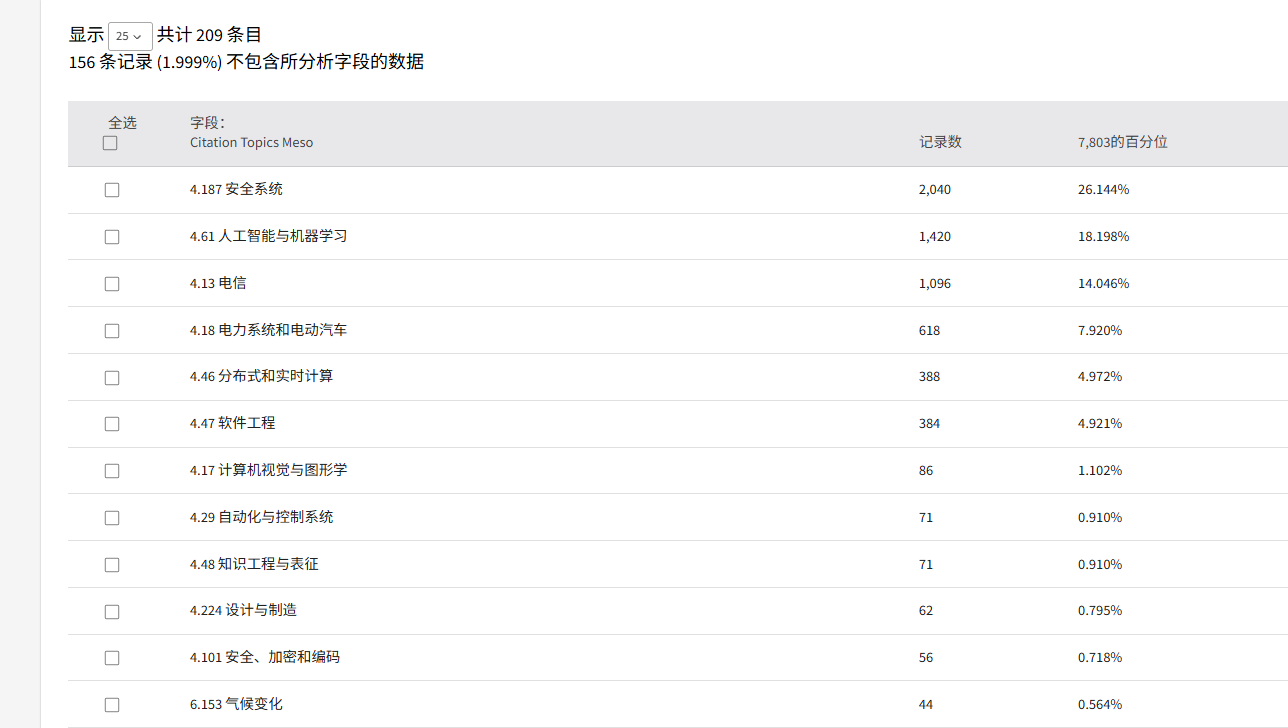 显示 25 共计 209 条目
156 条记录 (1.999%) 不包含所分析字段的数据
全选 字段：
Citation Topics Meso 记录数 7,803的百分位
4.187 安全系统 2,040 26.144%
4.61 人工智能与机器学习 1,420 18.198%
4.13 电信 1,096 14.046%
4.18 电力系统和电动汽车 618 7.920%
4.46 分布式和实时计算 388 4.972%
4.47 软件工程 384 4.921%
4.17 计算机视觉与图形学 86 1.102%
4.29 自动化与控制系统 71 0.910%
4.48 知识工程与表征 71 0.910%
4.224 设计与制造 62 0.795%
4.101 安全、加密和编码 56 0.718%
6.153 气候变化 44 0.564%